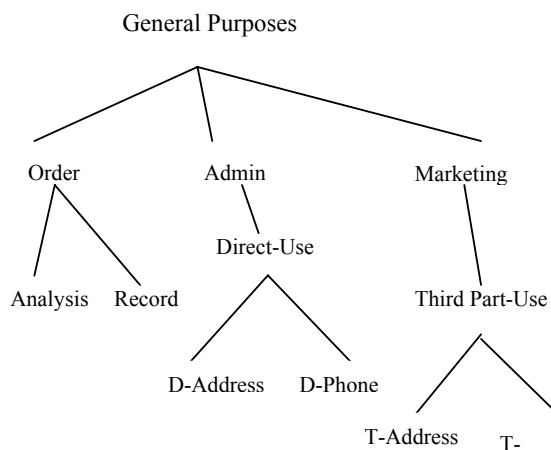 General Purposes
Order Admin Marketing
Direct-Use
Analysis Record Third Part-Use
D-Address D-Phone
T-Address T-